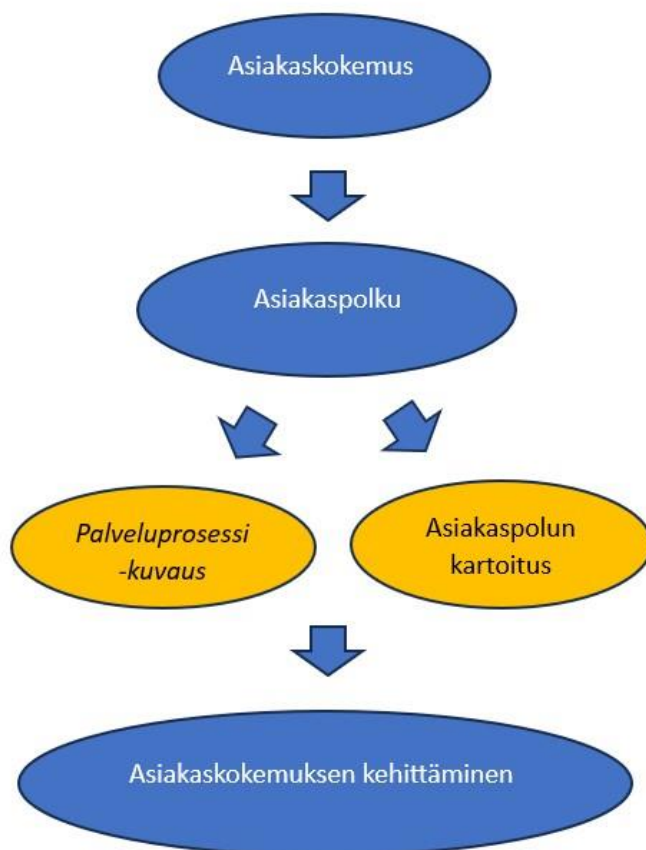 Asiakaskokemus
Asiakaspolku
Palveluprosessi
-kuvaus
Asiakaspolun
kartoitus
Asiakaskokemuksen kehittäminen